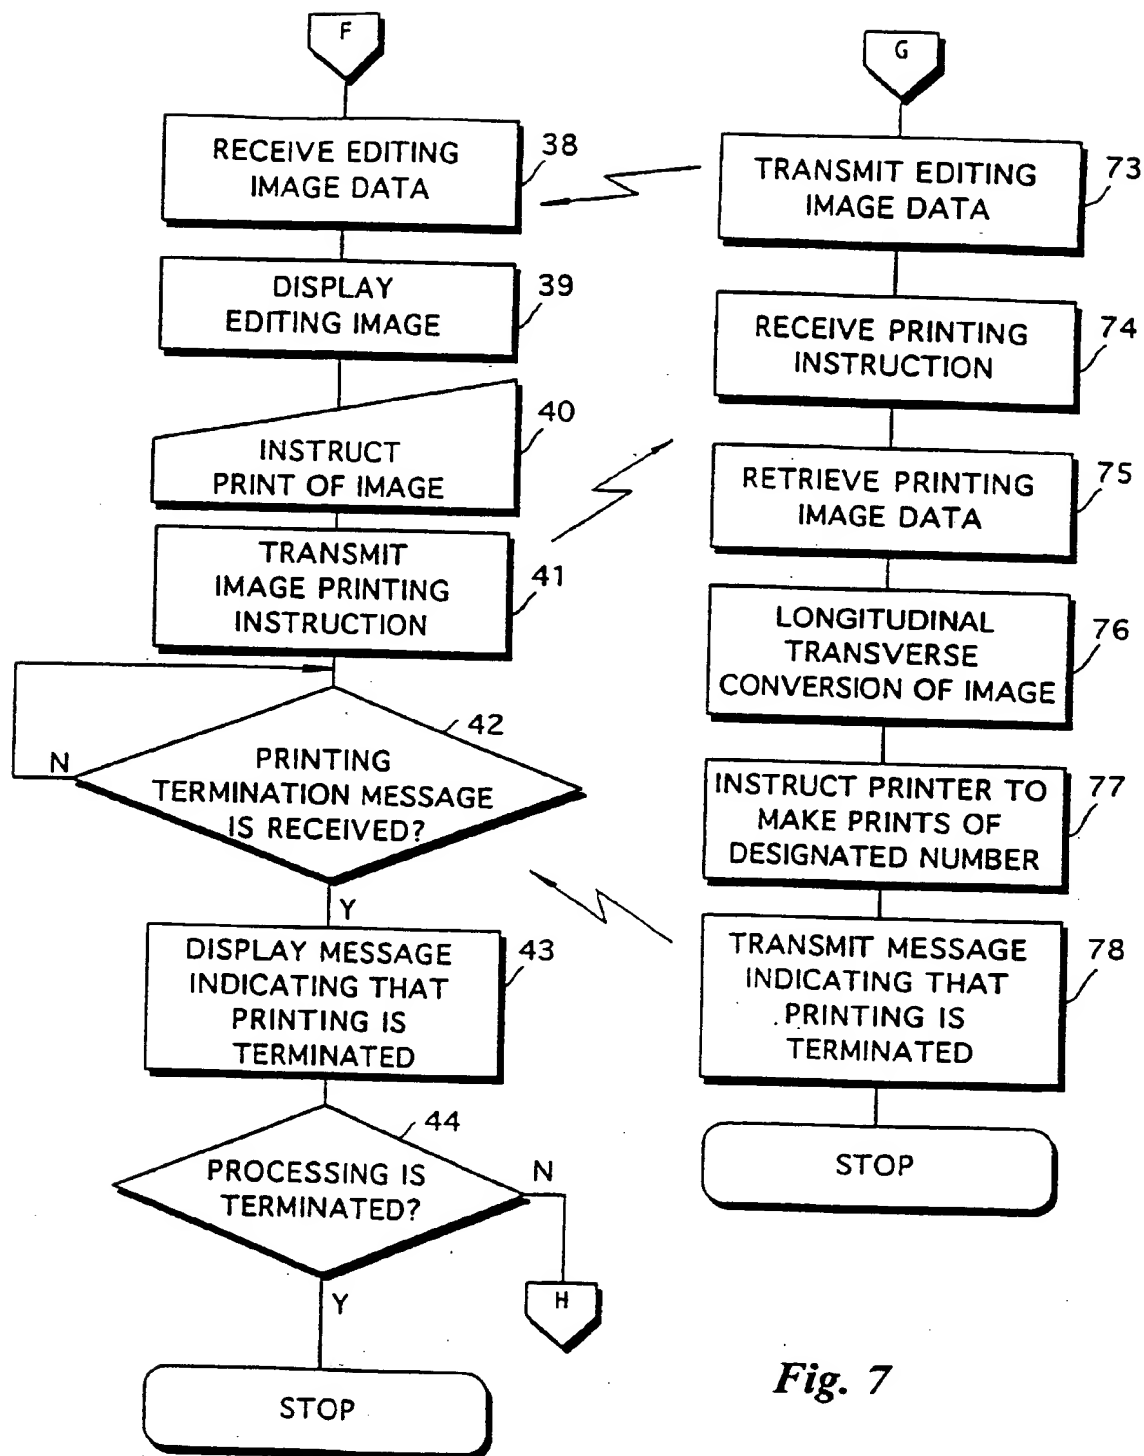 F
RECEIVE EDITING
IMAGE DATA
38
DISPLAY
EDITING IMAGE
39
INSTRUCT
PRINT OF IMAGE
40
TRANSMIT
IMAGE PRINTING
INSTRUCTION
41
42
N
PRINTING
TERMINATION MESSAGE
IS RECEIVED?
Y
DISPLAY MESSAGE
INDICATING THAT
PRINTING IS
TERMINATED
43
44
PROCESSING IS
TERMINATED?
N
H
Y
STOP
G
TRANSMIT EDITING
IMAGE DATA
73
RECEIVE PRINTING
INSTRUCTION
74
RETRIEVE PRINTING
IMAGE DATA
75
LONGITUDINAL
TRANSVERSE
CONVERSION OF IMAGE
76
INSTRUCT PRINTER TO
MAKE PRINTS OF
DESIGNATED NUMBER
77
TRANSMIT MESSAGE
INDICATING THAT
PRINTING IS
TERMINATED
78
STOP
Fig. 7